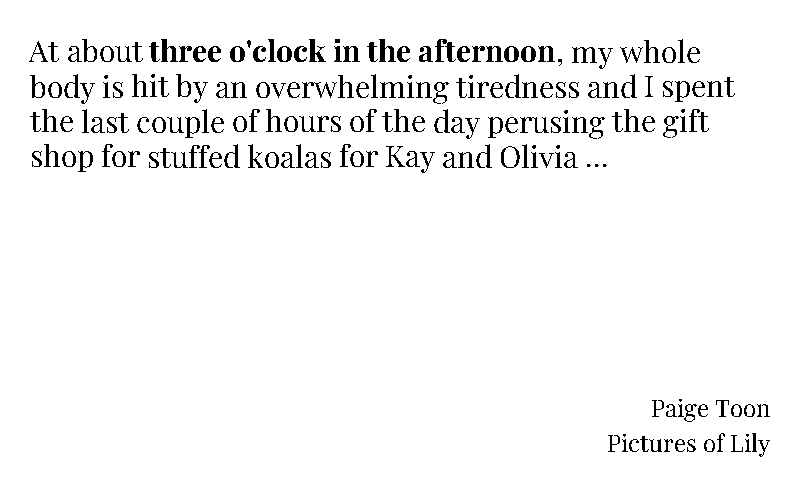 At about three o'clock in the afternoon, my whole
body is hit by an overwhelming tiredness and I spent
the last couple of hours of the day perusing the gift
shop for stuffed koalas for Kay and Olivia ...
Paige Toon
Pictures of Lily